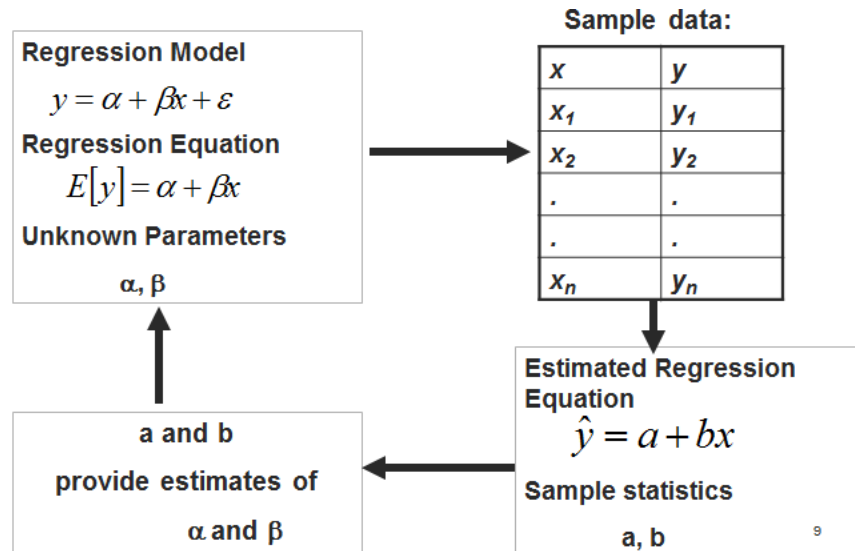 Regression Model
y = α + βx + ε
Regression Equation
E[y] = α + βx
Unknown Parameters
α, β
Sample data:
x y
x₁ y₁
x₂ y₂
. .
. .
xₙ yₙ
Estimated Regression
Equation
ŷ = a + bx
Sample statistics
a, b
a and b
provide estimates of
α and β
9